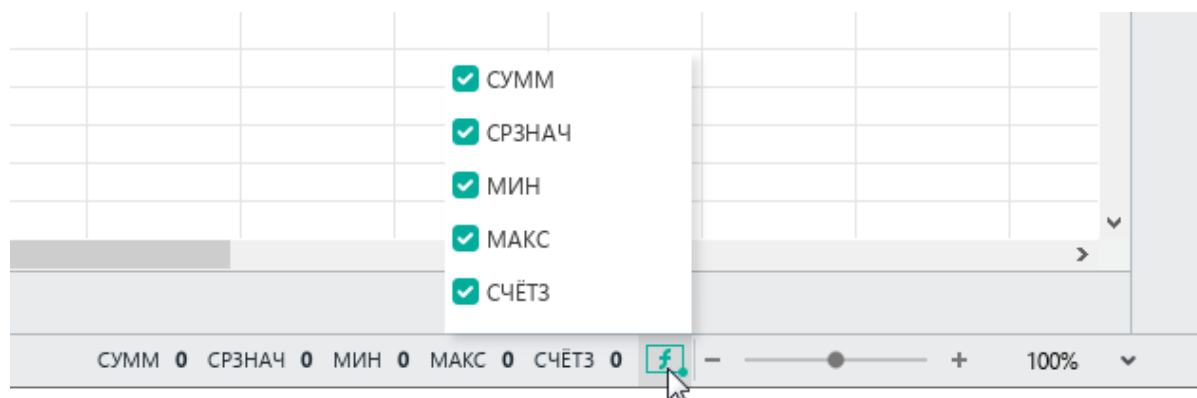 СУММ
СРЗНАЧ
МИН
МАКС
СЧЁТЗ
СУММ 0 СРЗНАЧ 0 МИН 0 МАКС 0 СЧЁТЗ 0 f − + 100%